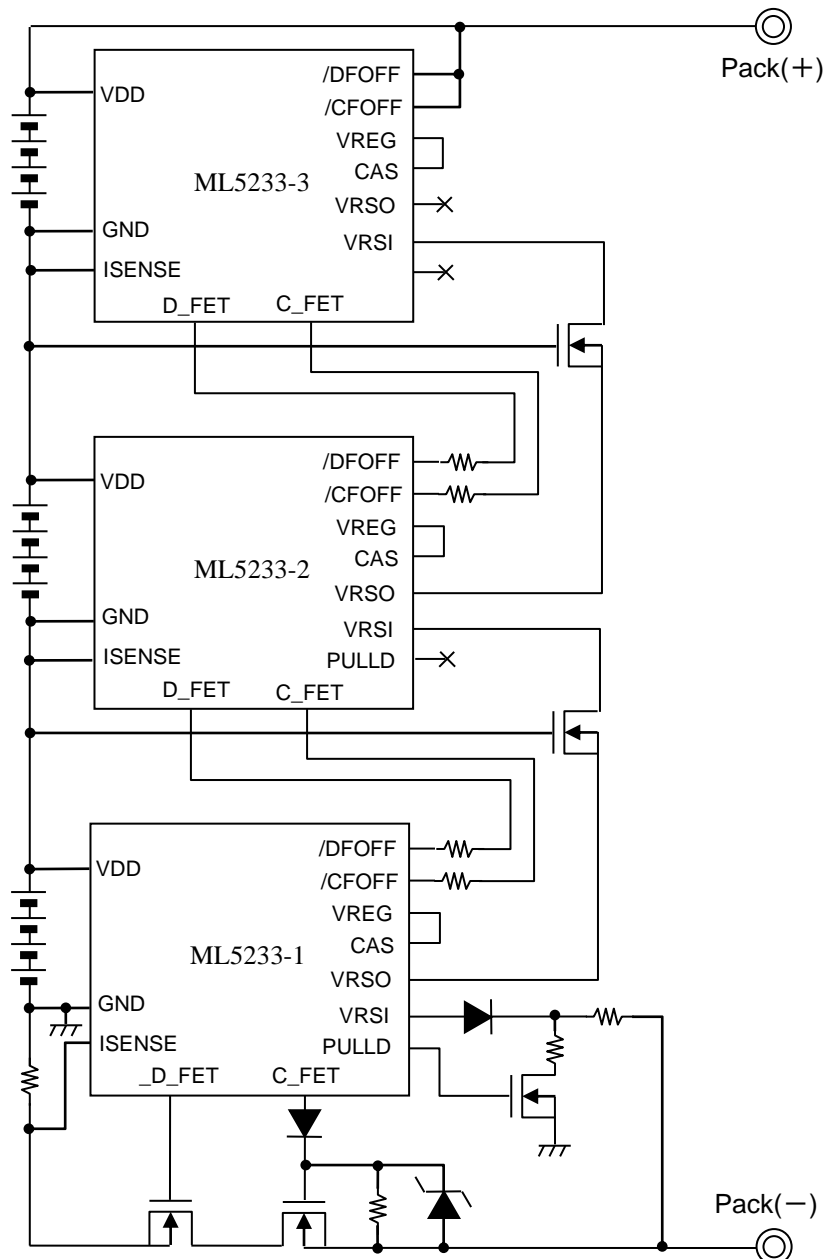 Pack(+)
VDD
/DFOFF
/CFOFF
VREG
CAS
ML5233-3
VRSO
GND
VRSI
ISENSE
D_FET C_FET
/DFOFF
VDD
/CFOFF
VREG
CAS
ML5233-2
VRSO
GND
VRSI
ISENSE
PULLD
D_FET C_FET
/DFOFF
VDD
/CFOFF
VREG
CAS
ML5233-1
VRSO
GND
VRSI
ISENSE
PULLD
_D_FET C_FET
Pack(−)